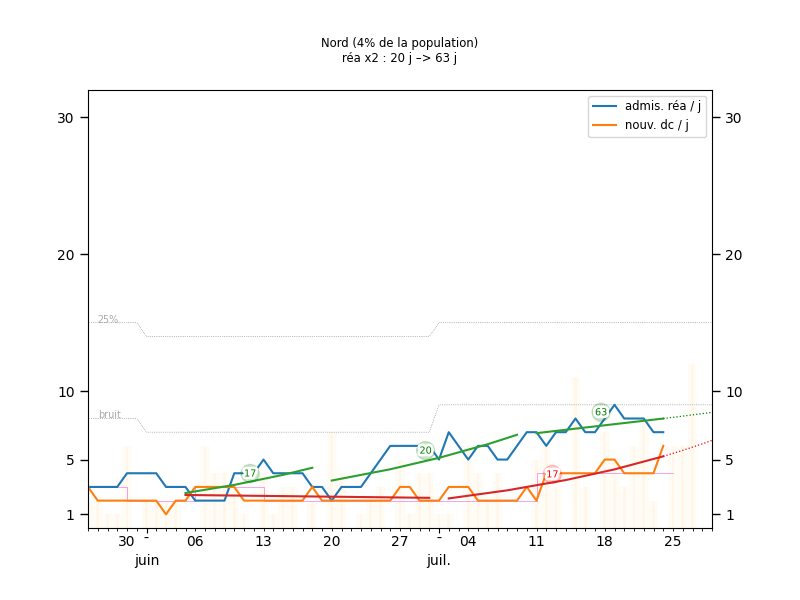 Nord (4% de la population)
réa x2 : 20 j –> 63 j
admis. réa / j
nouv. dc / j
30 30
20 20
25%
10 10
bruit
63
20
17 17
5 5
1 1
30 - 06 13 20 27 - 04 11 18 25
juin juil.